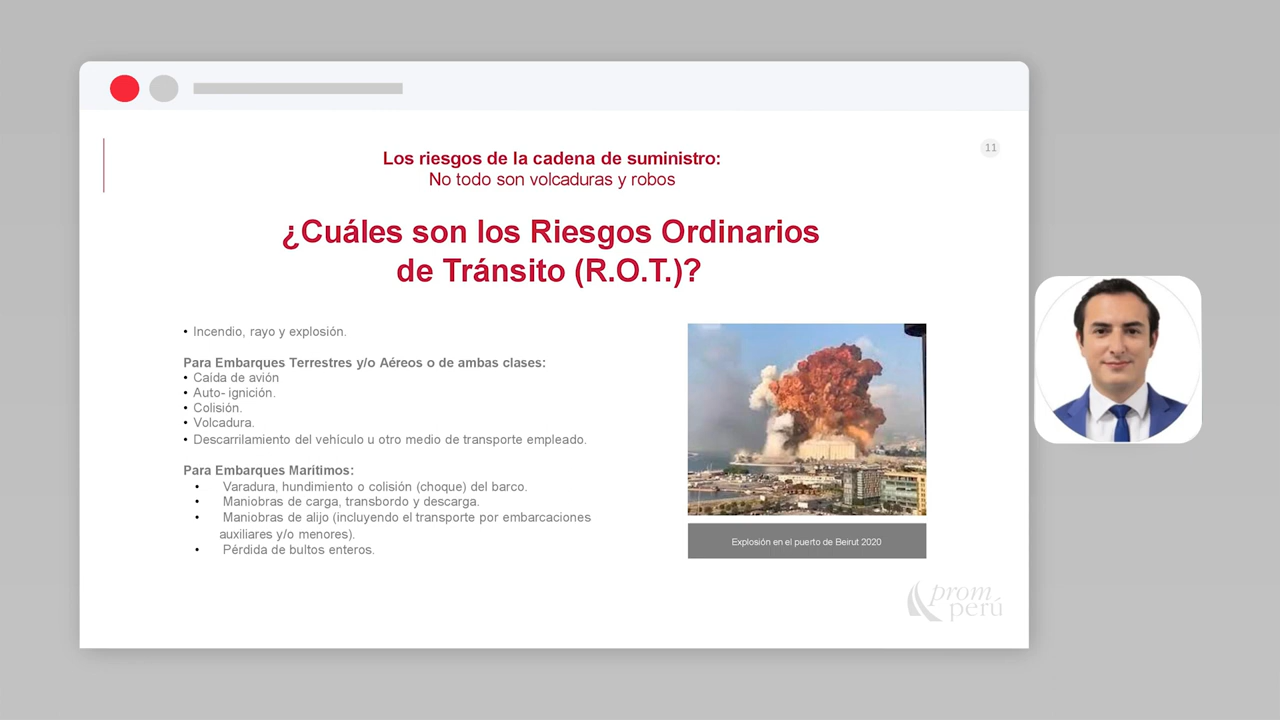 Los riesgos de la cadena de suministro:
No todo son volcaduras y robos
11
¿Cuáles son los Riesgos Ordinarios
de Tránsito (R.O.T.)?
• Incendio, rayo y explosión.
Para Embarques Terrestres y/o Aéreos o de ambas clases:
• Caída de avión
• Auto- ignición.
• Colisión.
• Volcadura.
• Descarrilamiento del vehículo u otro medio de transporte empleado.
Para Embarques Marítimos:
• Varadura, hundimiento o colisión (choque) del barco.
• Maniobras de carga, transbordo y descarga.
• Maniobras de alijo (incluyendo el transporte por embarcaciones
auxiliares y/o menores).
• Pérdida de bultos enteros.
Explosión en el puerto de Beirut 2020
prom
perú